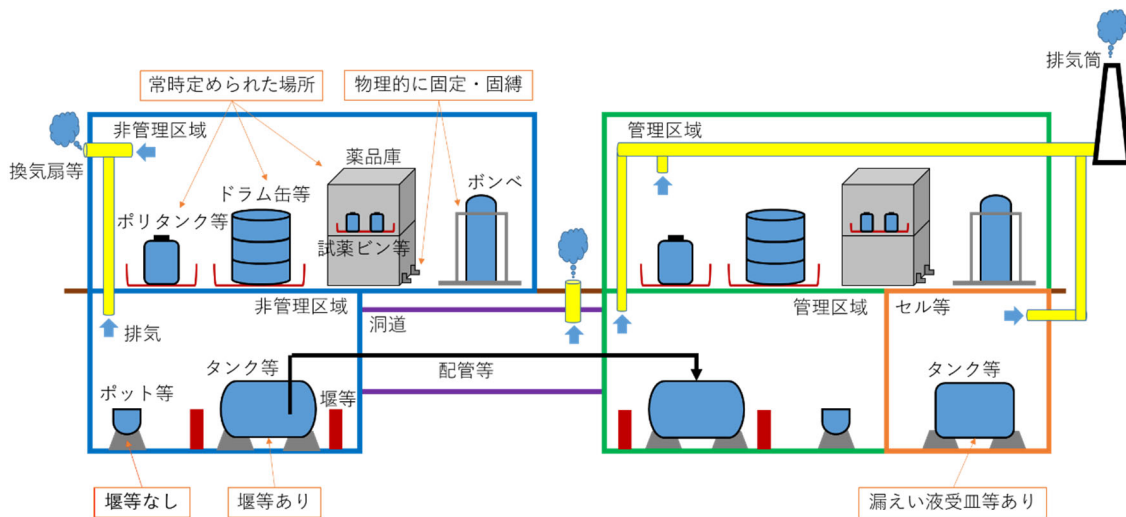 排気筒
常時定められた場所
物理的に固定・固縛
非管理区域
管理区域
換気扇等
薬品庫
ボンベ
ドラム缶等
ポリタンク等
試薬ビン等
非管理区域
管理区域
セル等
洞道
排気
タンク等
配管等
タンク等
ポット等
堰等
堰等なし
堰等あり
漏えい液受皿等あり